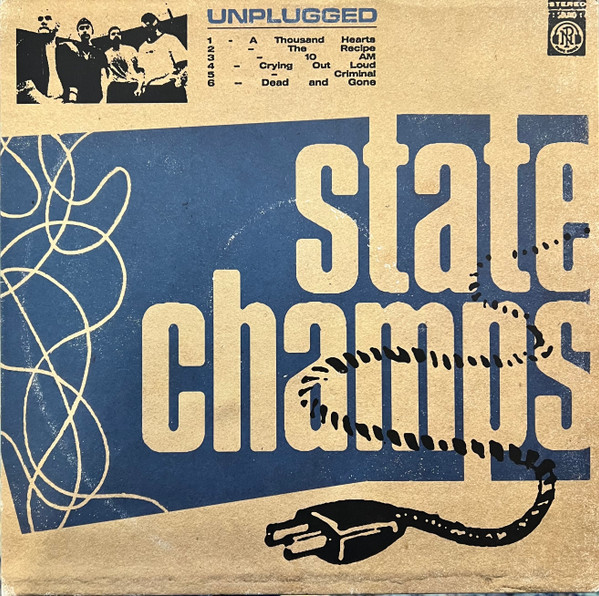 UNPLUGGED
1 - A Thousand Hearts
2 - The Recipe
3 - 10 AM
4 - Crying Out Loud
5 - Criminal
6 - Dead and Gone
STEREO
SOUND
state
champs